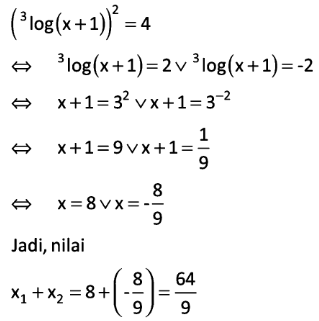 (³log(x+1))² = 4
⇔ ³log(x+1) = 2 ∨ ³log(x+1) = -2
⇔ x+1 = 3² ∨ x+1 = 3⁻²
⇔ x+1 = 9 ∨ x+1 = 1/9
⇔ x = 8 ∨ x = -8/9
Jadi, nilai
x₁ + x₂ = 8 + (-8/9) = 64/9